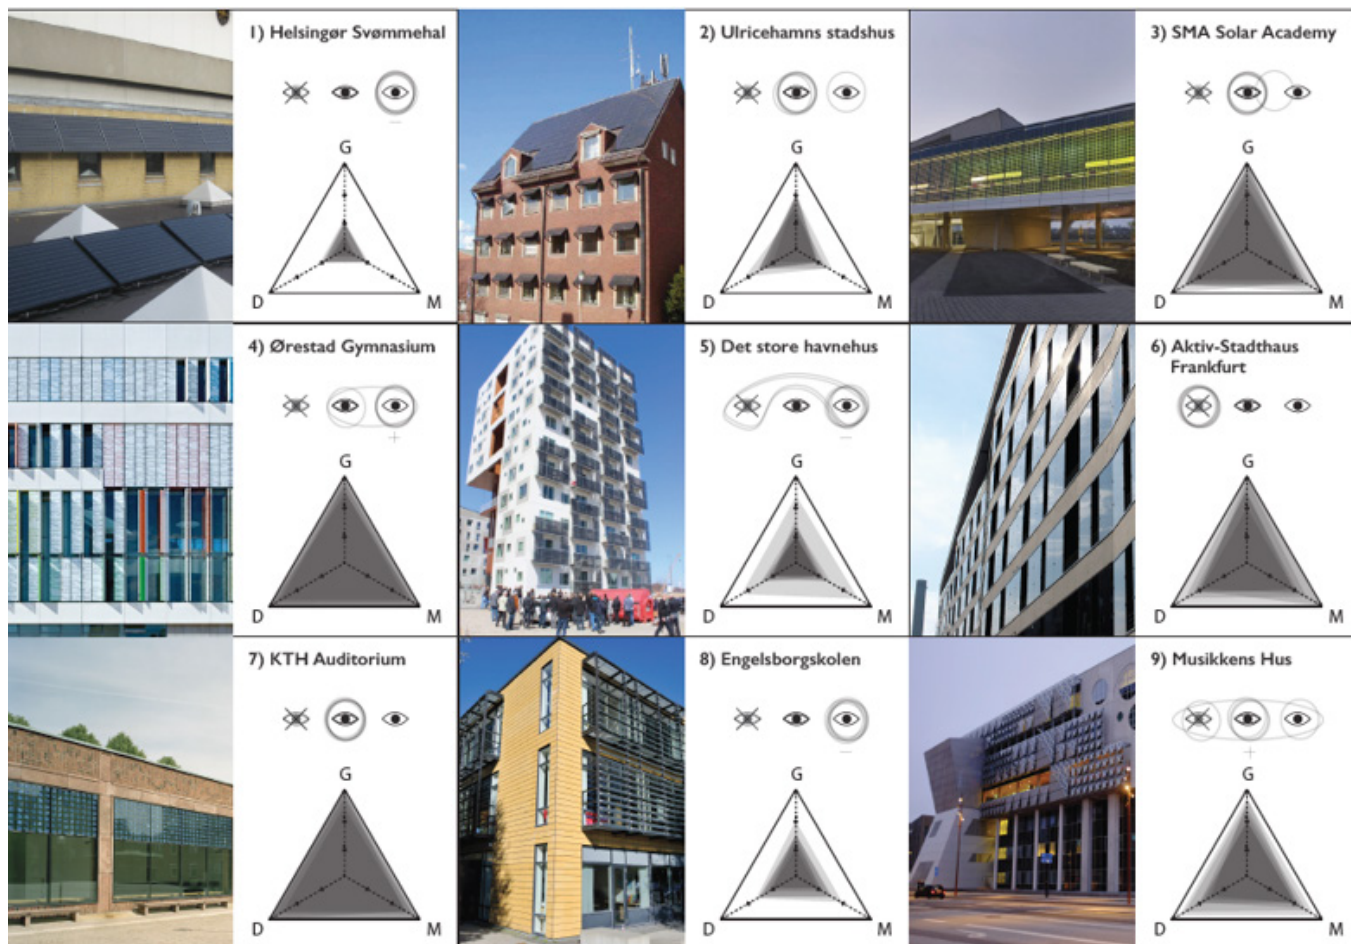 1) Helsingør Svømmehal
G
D
M
2) Ulricehamns stadshus
G
D
M
3) SMA Solar Academy
G
D
M
4) Ørestad Gymnasium
+
G
D
M
5) Det store havnehus
G
D
M
6) Aktiv-Stadthaus
Frankfurt
G
D
M
7) KTH Auditorium
G
D
M
8) Engelsborgskolen
G
D
M
9) Musikkens Hus
+
G
D
M